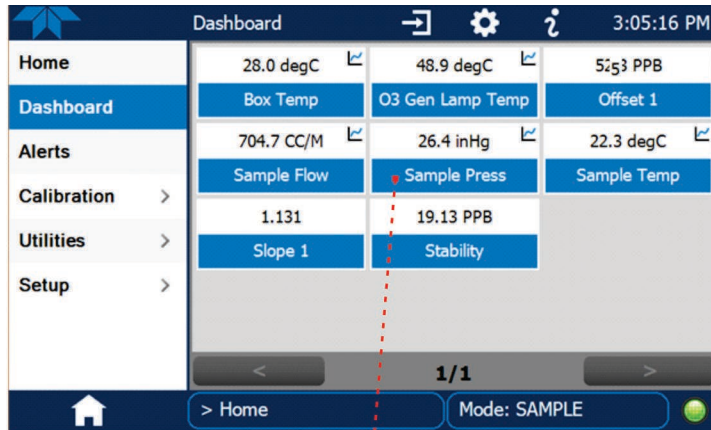 Dashboard 3:05:16 PM
Home
Dashboard
Alerts
Calibration >
Utilities >
Setup >
28.0 degC 48.9 degC PPB
Box Temp O3 Gen Lamp Temp Offset 1
704.7 CC/M 26.4 inHg 22.3 degC
Sample Flow Sample Press Sample Temp
1.131 19.13 PPB
Slope 1 Stability
< 1/1 >
> Home Mode: SAMPLE